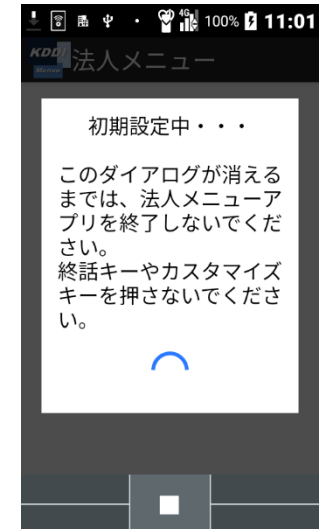 4G 100% 11:01
KDDI 法人メニュー
初期設定中・・・
このダイアログが消える
までは、法人メニューア
プリを終了しないでくだ
さい。
終話キーやカスタマイズ
キーを押さないでくださ
い。